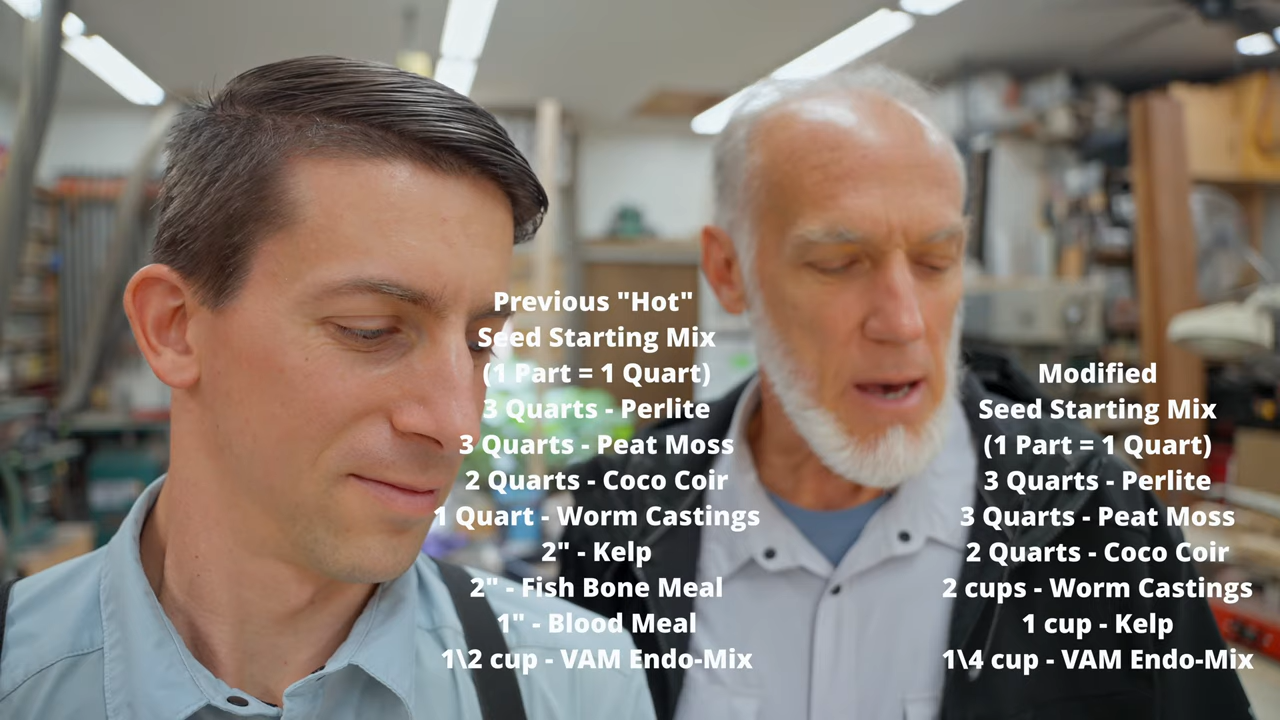 Previous "Hot"
Seed Starting Mix
(1 Part = 1 Quart)
3 Quarts - Perlite
3 Quarts - Peat Moss
2 Quarts - Coco Coir
1 Quart - Worm Castings
2" - Kelp
2" - Fish Bone Meal
1" - Blood Meal
1\2 cup - VAM Endo-Mix
Modified
Seed Starting Mix
(1 Part = 1 Quart)
3 Quarts - Perlite
3 Quarts - Peat Moss
2 Quarts - Coco Coir
2 cups - Worm Castings
1 cup - Kelp
1\4 cup - VAM Endo-Mix